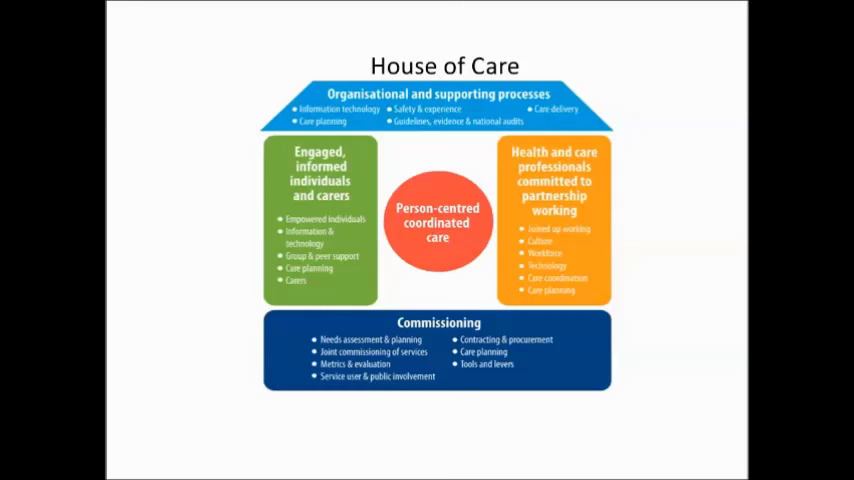 House of Care
Organisational and supporting processes
• Information technology • Safety & experience • Care delivery
• Care planning • Guidelines, evidence & national audits
Engaged,
informed
individuals
and carers
• Empowered individuals
• Information &
technology
• Group & peer support
• Care planning
• Carers
Person-centred
coordinated
care
Health and care
professionals
committed to
partnership
working
• Joined up working
• Culture
• Workforce
• Technology
• Care coordination
• Care planning
Commissioning
• Needs assessment & planning
• Joint commissioning of services
• Metrics & evaluation
• Service user & public involvement
• Contracting & procurement
• Care planning
• Tools and levers